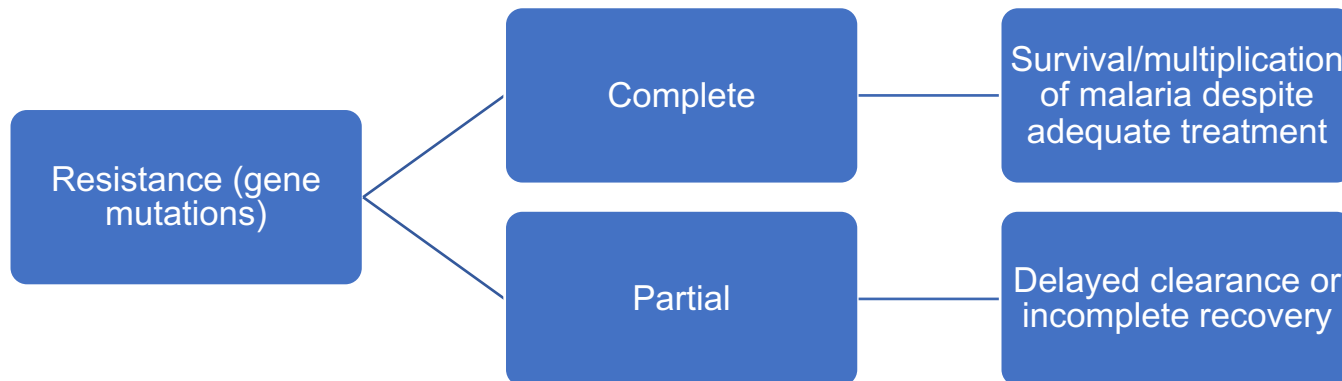 Resistance (gene
mutations)
Complete
Survival/multiplication
of malaria despite
adequate treatment
Partial
Delayed clearance or
incomplete recovery